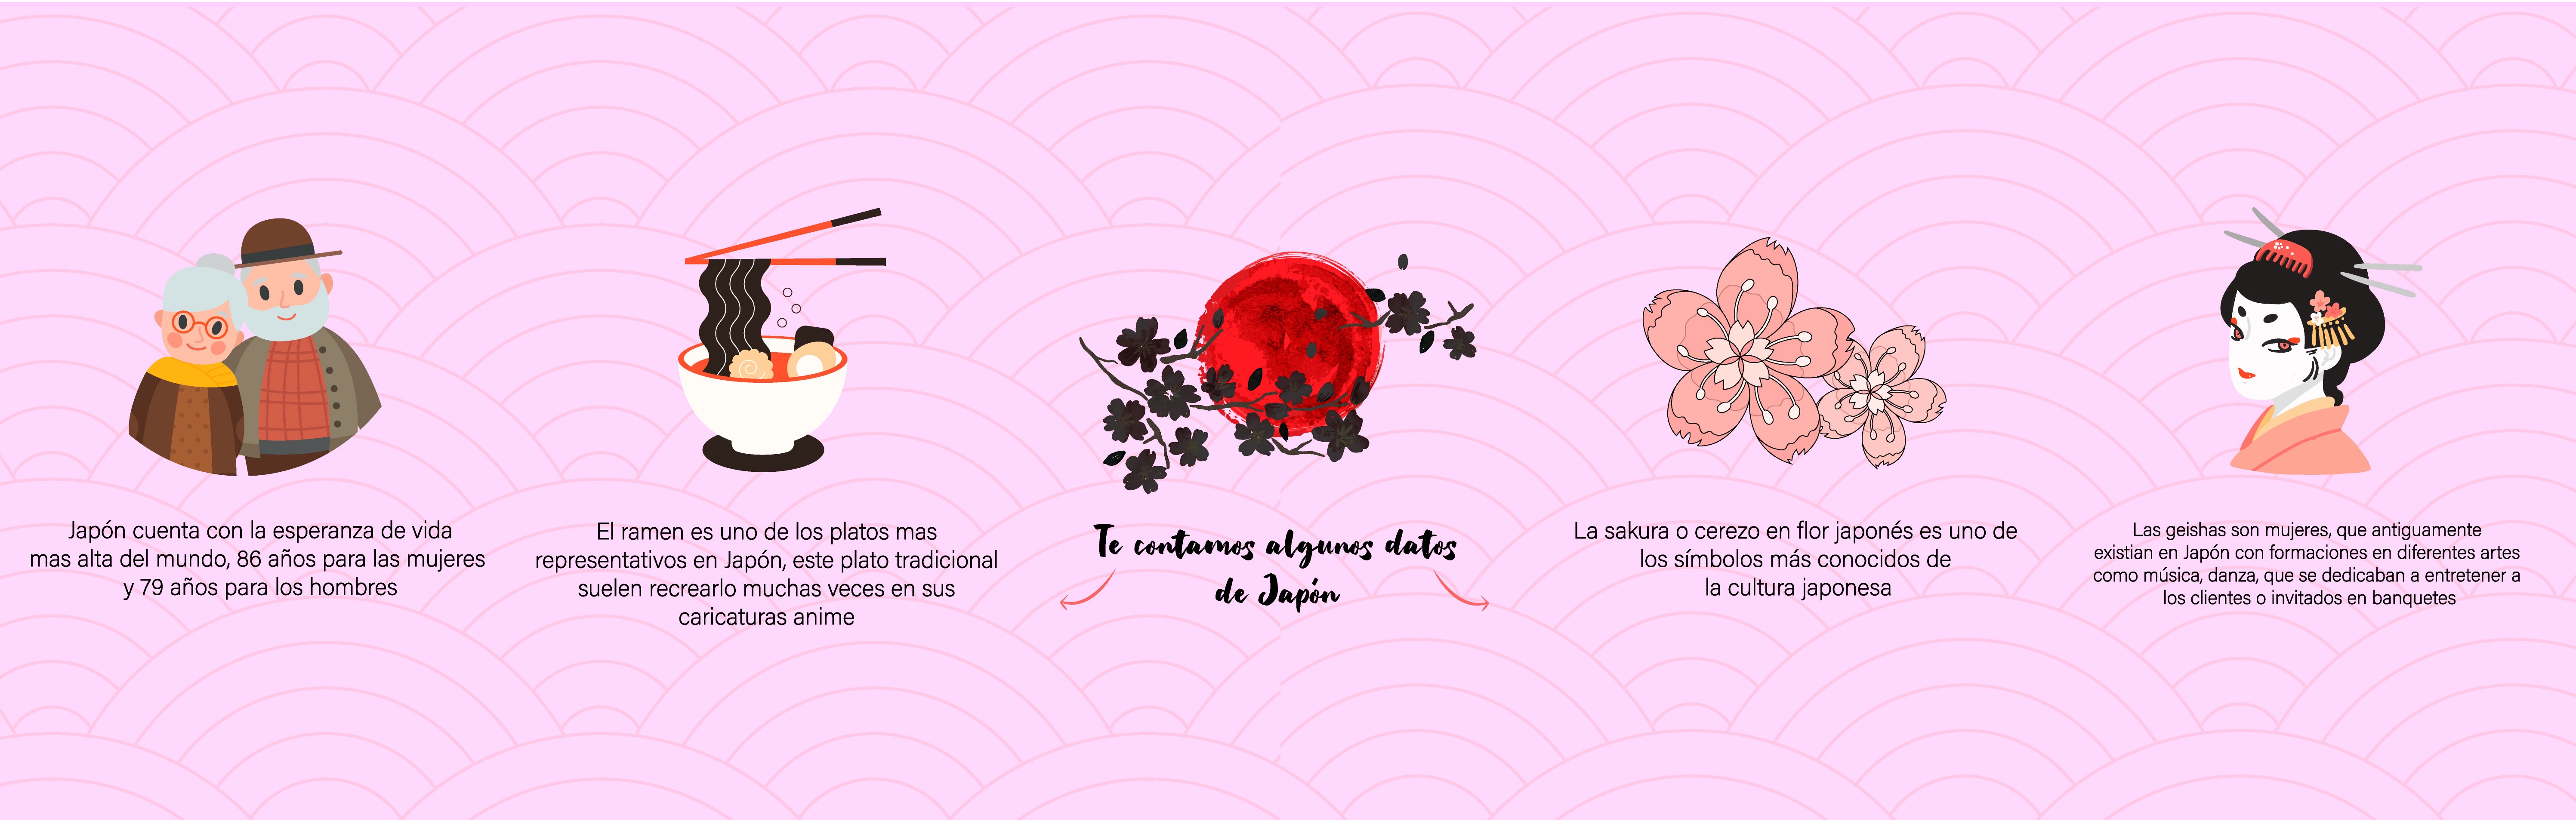 Japón cuenta con la esperanza de vida
mas alta del mundo, 86 años para las mujeres
y 79 años para los hombres
El ramen es uno de los platos mas
representativos en Japón, este plato tradicional
suelen recrearlo muchas veces en sus
caricaturas anime
Te contamos algunos datos
de Japón
La sakura o cerezo en flor japonés es uno de
los símbolos más conocidos de
la cultura japonesa
Las geishas son mujeres, que antiguamente
existian en Japón con formaciones en diferentes artes
como música, danza, que se dedicaban a entretener a
los clientes o invitados en banquetes